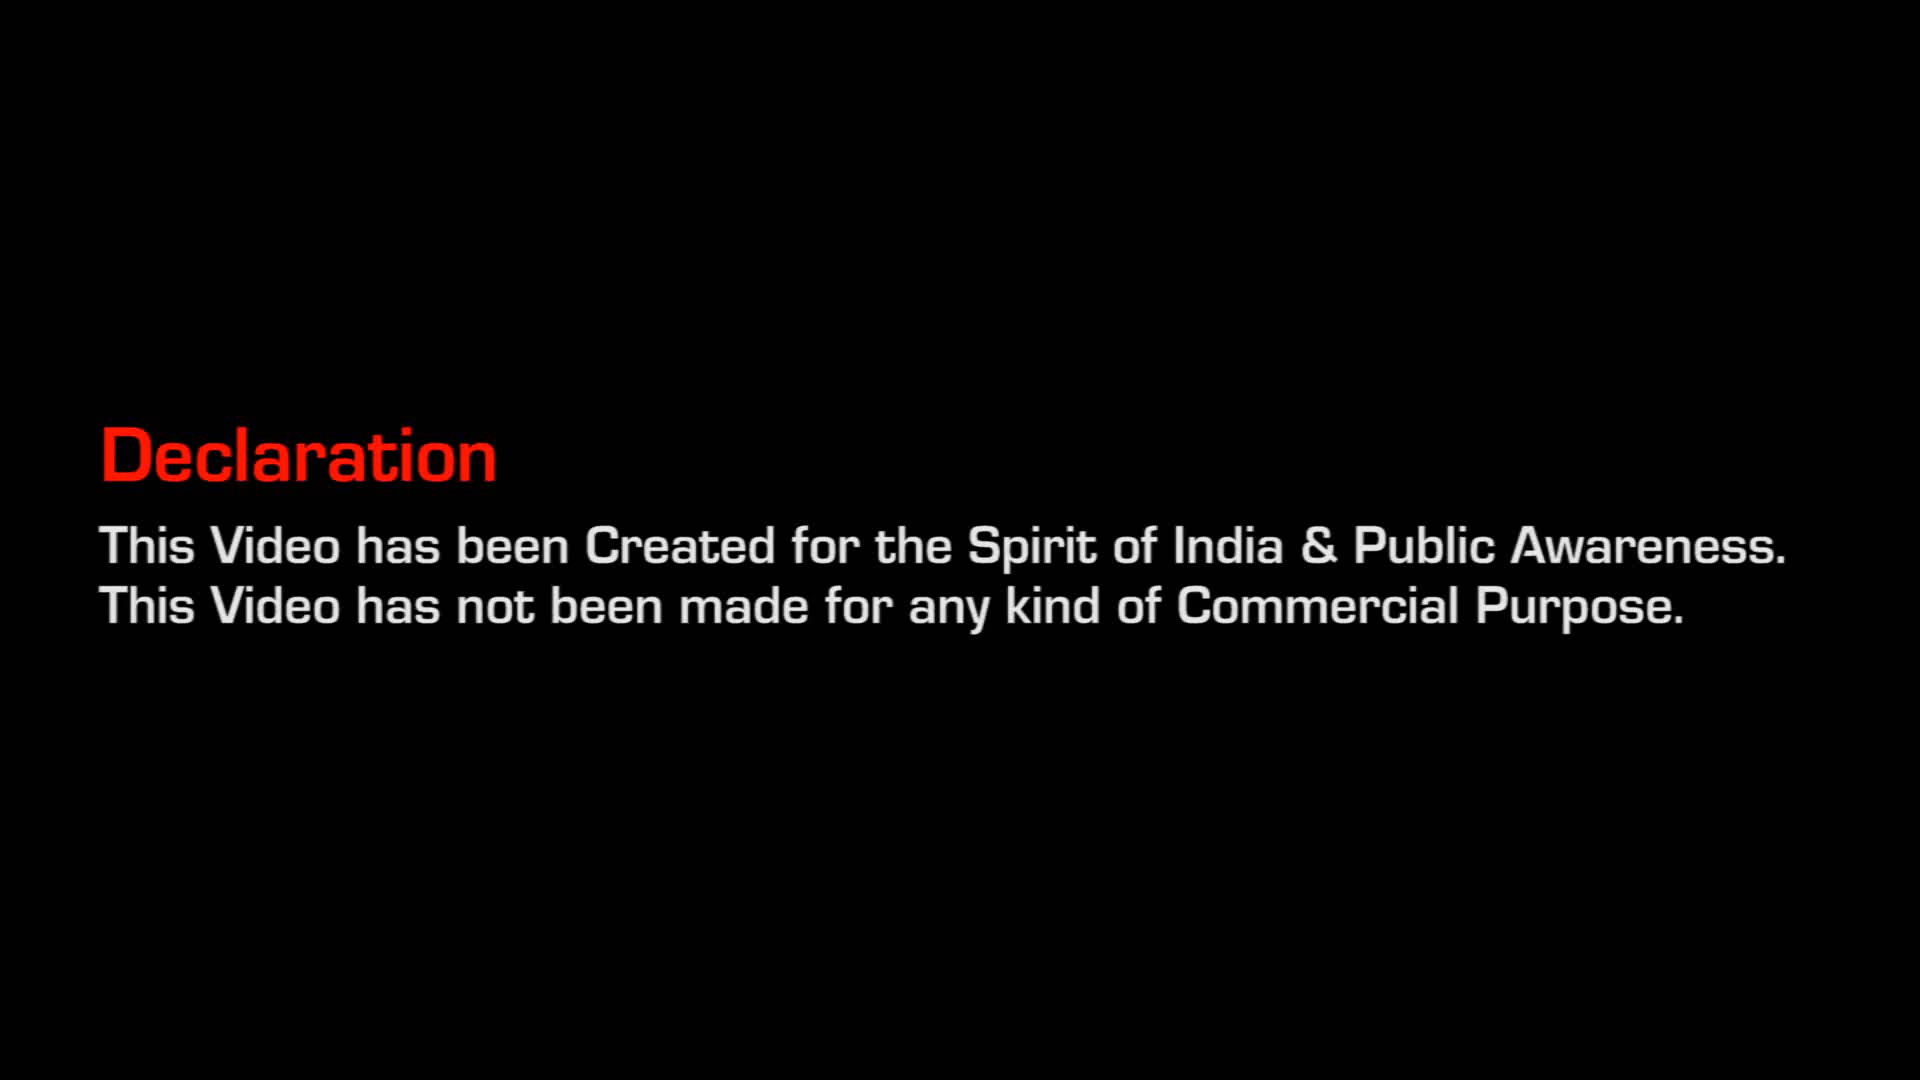 Declaration
This Video has been Created for the Spirit of India & Public Awareness.
This Video has not been made for any kind of Commercial Purpose.